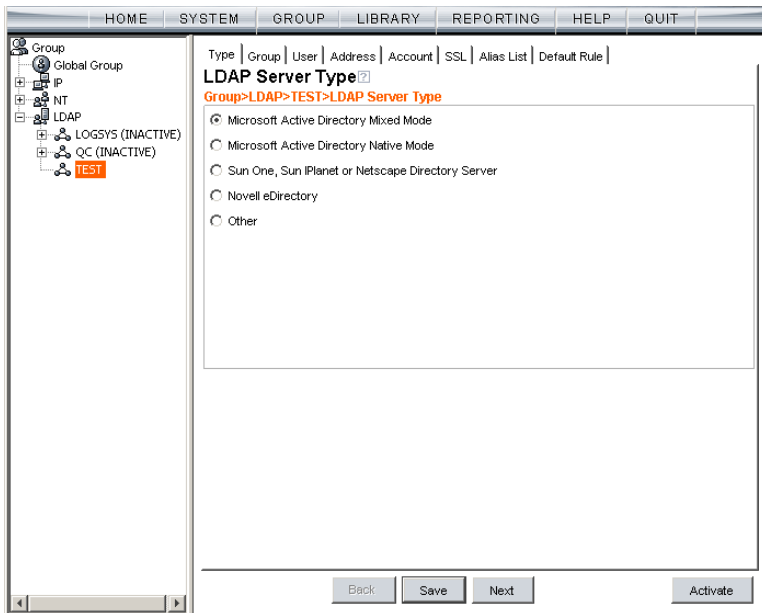 HOME SYSTEM GROUP LIBRARY REPORTING HELP QUIT
Group
Global Group
IP
NT
LDAP
LOGSYS (INACTIVE)
QC (INACTIVE)
TEST
Type Group User Address Account SSL Alias List Default Rule
LDAP Server Type?
Group>LDAP>TEST>LDAP Server Type
Microsoft Active Directory Mixed Mode
Microsoft Active Directory Native Mode
Sun One, Sun IPlanet or Netscape Directory Server
Novell eDirectory
Other
Back Save Next Activate